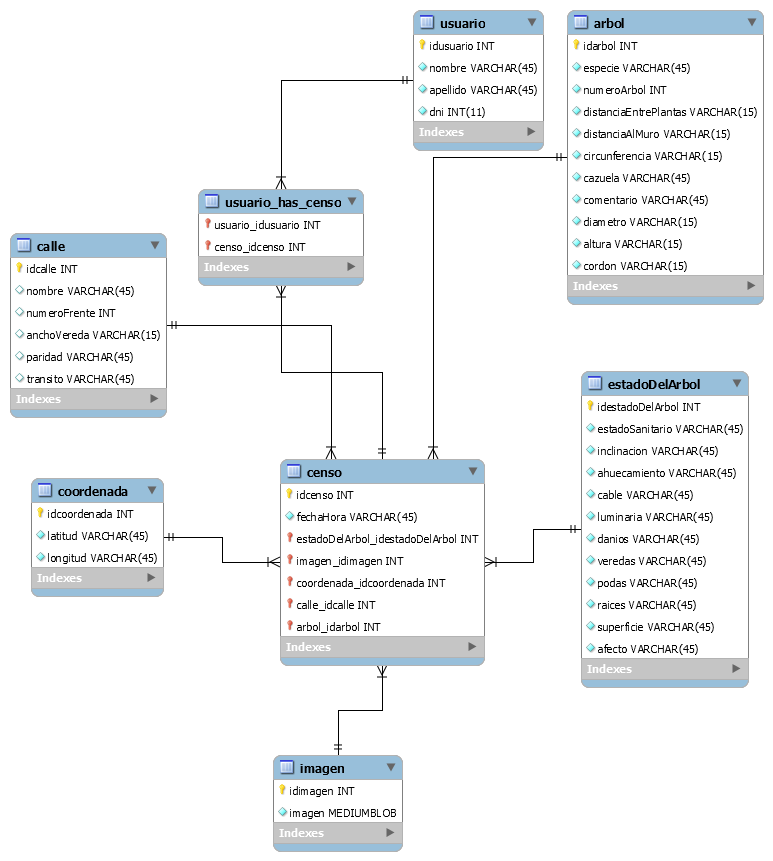 usuario
idusuario INT
nombre VARCHAR(45)
apellido VARCHAR(45)
dni INT(11)
Indexes
arbol
idarbol INT
especie VARCHAR(45)
numeroArbol INT
distanciaEntrePlantas VARCHAR(15)
distanciaAlMuro VARCHAR(15)
circunferencia VARCHAR(15)
cazuela VARCHAR(45)
comentario VARCHAR(45)
diametro VARCHAR(15)
altura VARCHAR(15)
cordon VARCHAR(15)
Indexes
usuario_has_censo
usuario_idusuario INT
censo_idcenso INT
Indexes
calle
idcalle INT
nombre VARCHAR(45)
numeroFrente INT
anchoVereda VARCHAR(15)
paridad VARCHAR(45)
transito VARCHAR(45)
Indexes
estadoDelArbol
idestadoDelArbol INT
estadoSanitario VARCHAR(45)
inclinacion VARCHAR(45)
ahuecamiento VARCHAR(45)
cable VARCHAR(45)
luminaria VARCHAR(45)
danios VARCHAR(45)
veredas VARCHAR(45)
podas VARCHAR(45)
raices VARCHAR(45)
superficie VARCHAR(45)
afecto VARCHAR(45)
Indexes
censo
idcenso INT
fechaHora VARCHAR(45)
estadoDelArbol_idestadoDelArbol INT
imagen_idimagen INT
coordenada_idcoordenada INT
calle_idcalle INT
arbol_idarbol INT
Indexes
coordenada
idcoordenada INT
latitud VARCHAR(45)
longitud VARCHAR(45)
Indexes
imagen
idimagen INT
imagen MEDIUMBLOB
Indexes